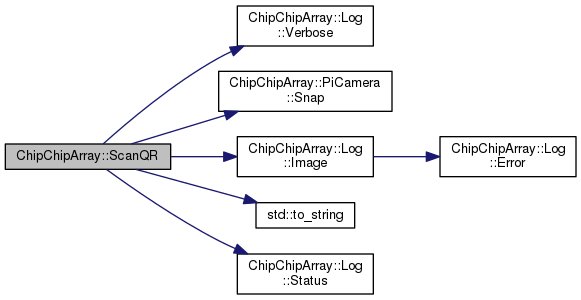 ChipChipArray::Log
::Verbose
ChipChipArray::PiCamera
::Snap
ChipChipArray::ScanQR
ChipChipArray::Log
::Image
ChipChipArray::Log
::Error
std::to_string
ChipChipArray::Log
::Status